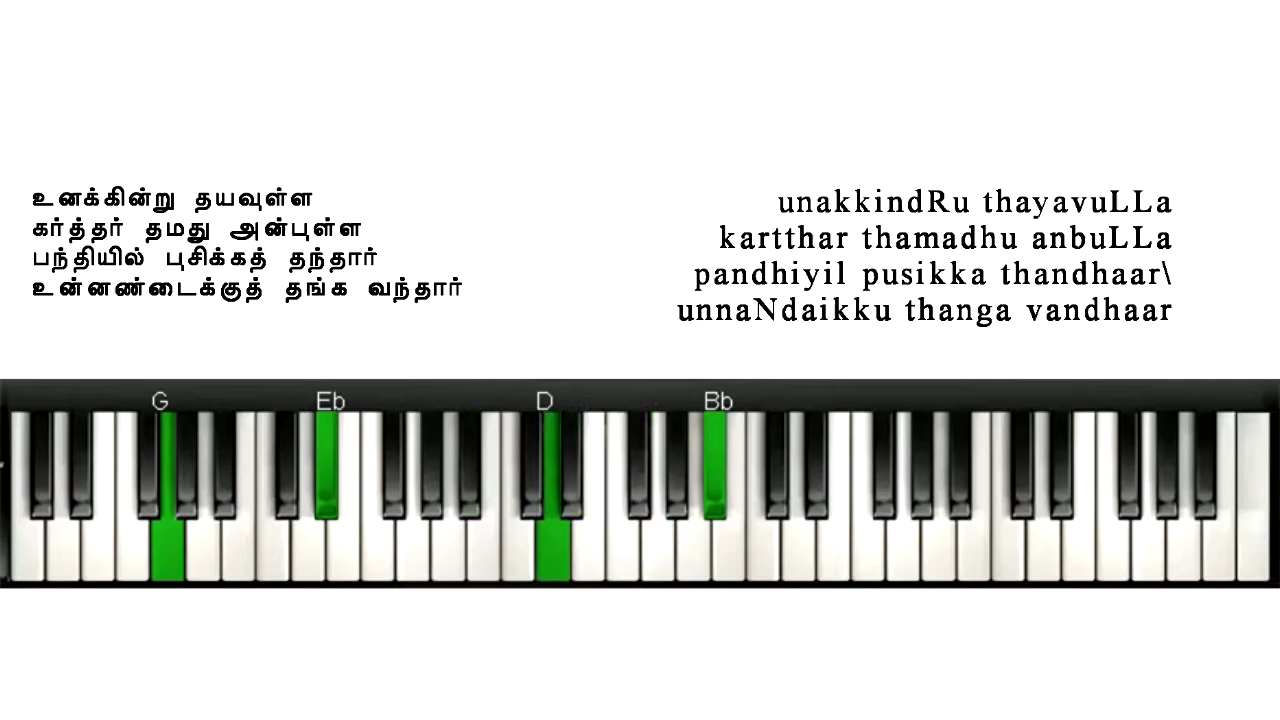 உனக்கின்று தயவுள்ள
கர்த்தர் தமது அன்புள்ள
பந்தியில் புசிக்கத் தந்தார்
உன்னண்டைக்குத் தங்க வந்தார்
unakkindRu thayavuLLa
kartthar thamadhu anbuLLa
pandhiyil pusikka thandhaar\
unnaNdaikku thanga vandhaar
G Eb D Bb